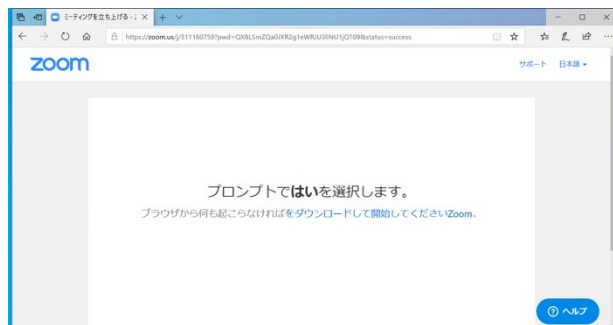 ミーティングを立ち上げる - Z
https://zoom.us/j/511160759?pwd=
zoom
サポート 日本語
プロンプトではいを選択します。
ブラウザから何も起こらなければをダウンロードして開始してくださいZoom。
ヘルプ